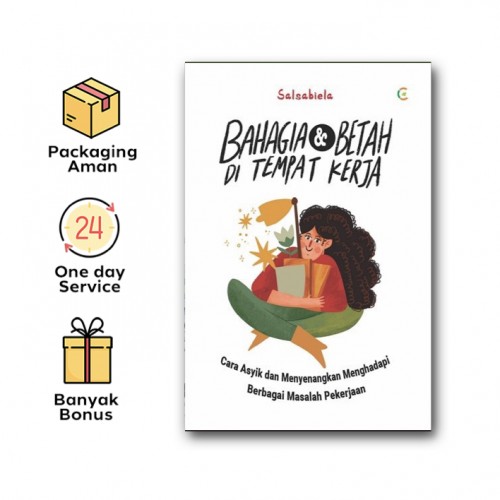 Packaging
Aman
24
One day
Service
Banyak
Bonus
Salsabiela
BAHAGIA & BETAH
DI TEMPAT KERJA
Cara Asyik dan Menyenangkan Menghadapi
Berbagai Masalah Pekerjaan